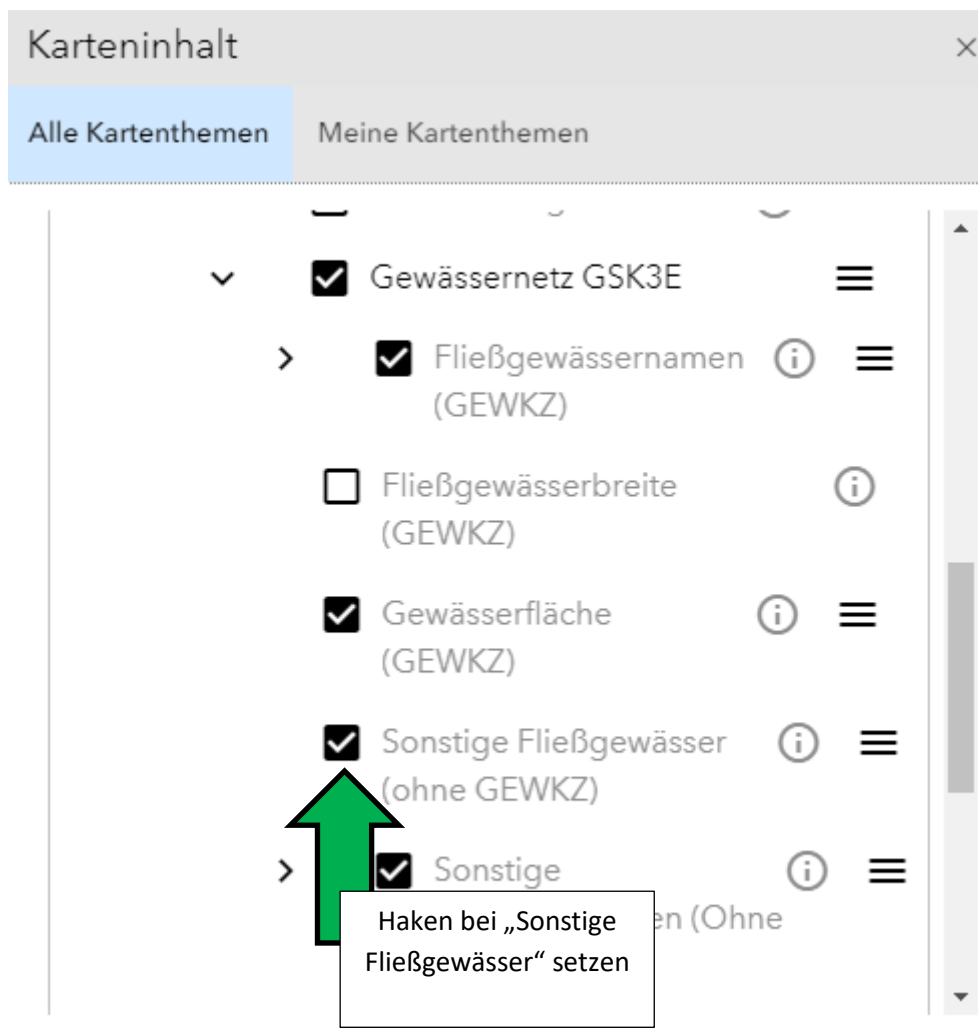 Karteninhalt
Alle Kartenthemen Meine Kartenthemen
Gewässernetz GSK3E
Fließgewässernamen
(GEWKZ)
Fließgewässerbreite
(GEWKZ)
Gewässerfläche
(GEWKZ)
Sonstige Fließgewässer
(ohne GEWKZ)
Sonstige
en (Ohne
Haken bei „Sonstige
Fließgewässer“ setzen